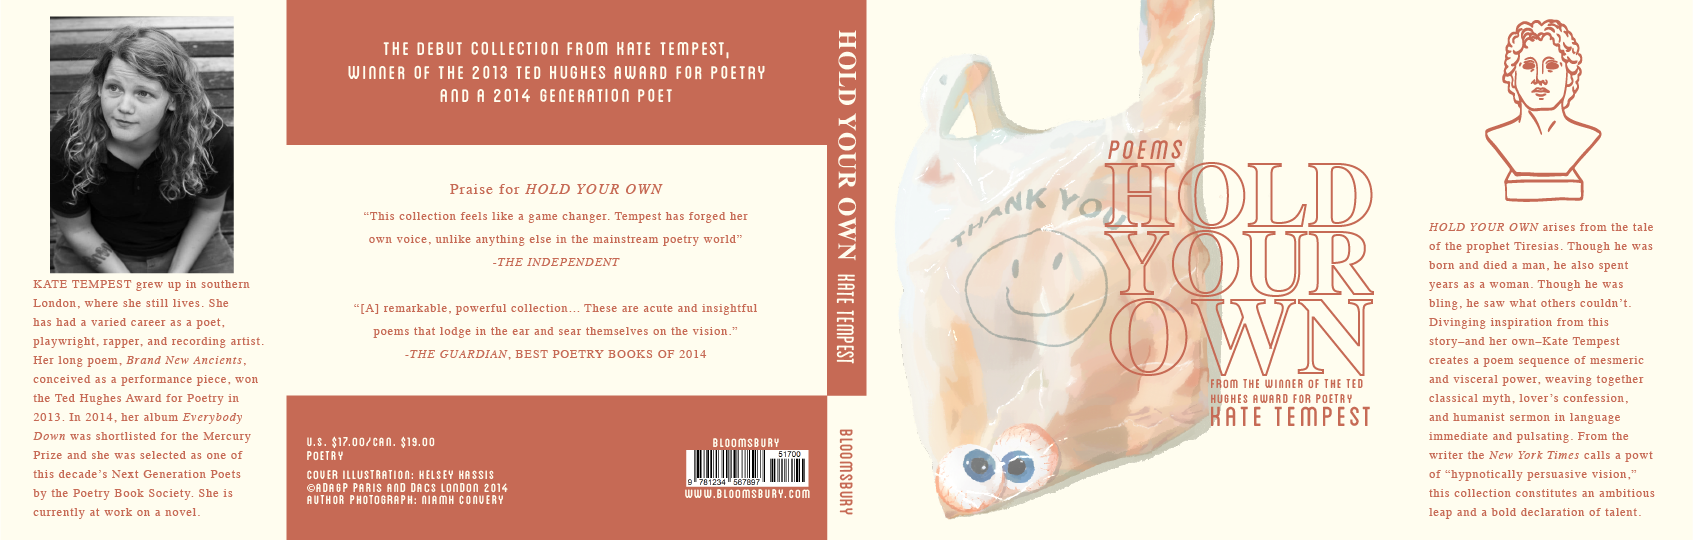 KATE TEMPEST grew up in southern
London, where she still lives. She
has had a varied career as a poet,
playwright, rapper, and recording artist.
Her long poem, Brand New Ancients,
conceived as a performance piece, won
the Ted Hughes Award for Poetry in
2013. In 2014, her album Everybody
Down was shortlisted for the Mercury
Prize and she was selected as one of
this decade's Next Generation Poets
by the Poetry Book Society. She is
currently at work on a novel.
THE DEBUT COLLECTION FROM KATE TEMPEST,
WINNER OF THE 2013 TED HUGHES AWARD FOR POETRY
AND A 2014 GENERATION POET
Praise for HOLD YOUR OWN
“This collection feels like a game changer. Tempest has forged her
own voice, unlike anything else in the mainstream poetry world”
-THE INDEPENDENT
“[A] remarkable, powerful collection... These are acute and insightful
poems that lodge in the ear and sear themselves on the vision.”
-THE GUARDIAN, BEST POETRY BOOKS OF 2014
U.S. $17.00/CAN. $19.00
POETRY
COVER ILLUSTRATION: KELSEY KASSIS
©ADAGP PARIS AND DACS LONDON 2014
AUTHOR PHOTOGRAPH: NIAMH CONVERY
BLOOMSBURY
51700
9 781234 567897
WWW.BLOOMSBURY.COM
HOLD YOUR OWN KATE TEMPEST
BLOOMSBURY
THANK YOU
POEMS
HOLD
YOUR
OWN
FROM THE WINNER OF THE TED
HUGHES AWARD FOR POETRY
KATE TEMPEST
HOLD YOUR OWN arises from the tale
of the prophet Tiresias. Though he was
born and died a man, he also spent
years as a woman. Though he was
bling, he saw what others couldn't.
Divinging inspiration from this
story–and her own–Kate Tempest
creates a poem sequence of mesmeric
and visceral power, weaving together
classical myth, lover's confession,
and humanist sermon in language
immediate and pulsating. From the
writer the New York Times calls a powt
of “hypnotically persuasive vision,”
this collection constitutes an ambitious
leap and a bold declaration of talent.